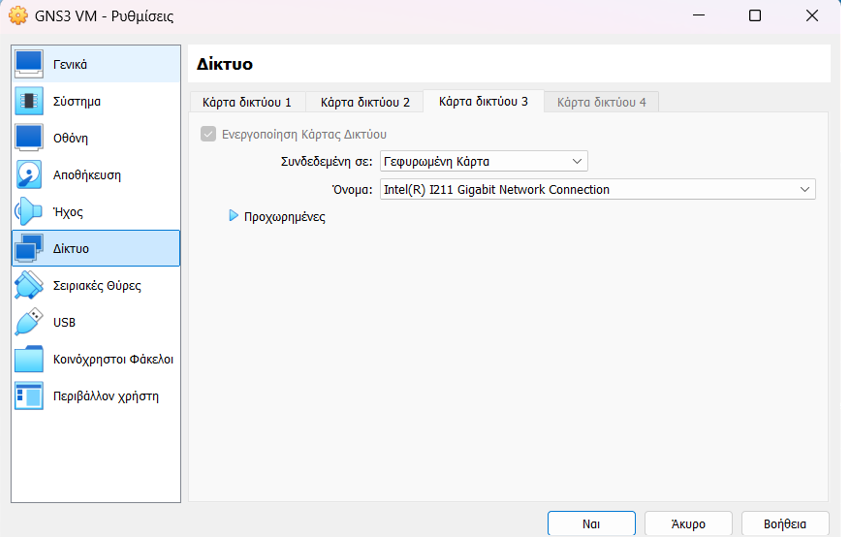 GNS3 VM - Ρυθμίσεις
Γενικά
Σύστημα
Οθόνη
Αποθήκευση
Ήχος
Δίκτυο
Σειριακές Θύρες
USB
Κοινόχρηστοι Φάκελοι
Περιβάλλον χρήστη
Δίκτυο
Κάρτα δικτύου 1
Κάρτα δικτύου 2
Κάρτα δικτύου 3
Κάρτα δικτύου 4
Ενεργοποίηση Κάρτας Δικτύου
Συνδεδεμένη σε: Γεφυρωμένη Κάρτα
Όνομα: Intel(R) I211 Gigabit Network Connection
Προχωρημένες
Ναι
Άκυρο
Βοήθεια